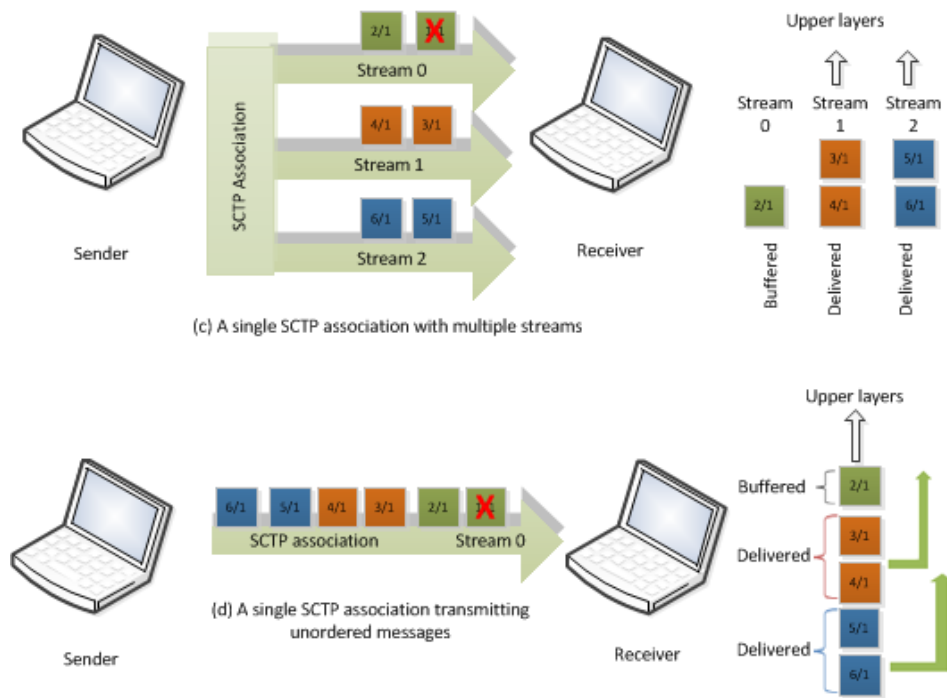 Upper layers
2/1
Stream 0
4/1 3/1
Stream 1
6/1 5/1
Stream 2
SCTP Association
Sender
Receiver
Stream Stream Stream
0 1 2
3/1 5/1
2/1 4/1 6/1
Buffered
Delivered
Delivered
(c) A single SCTP association with multiple streams
Upper layers
6/1 5/1 4/1 3/1 2/1
SCTP association Stream 0
(d) A single SCTP association transmitting
unordered messages
Sender
Receiver
Buffered 2/1
3/1
Delivered
4/1
5/1
Delivered
6/1